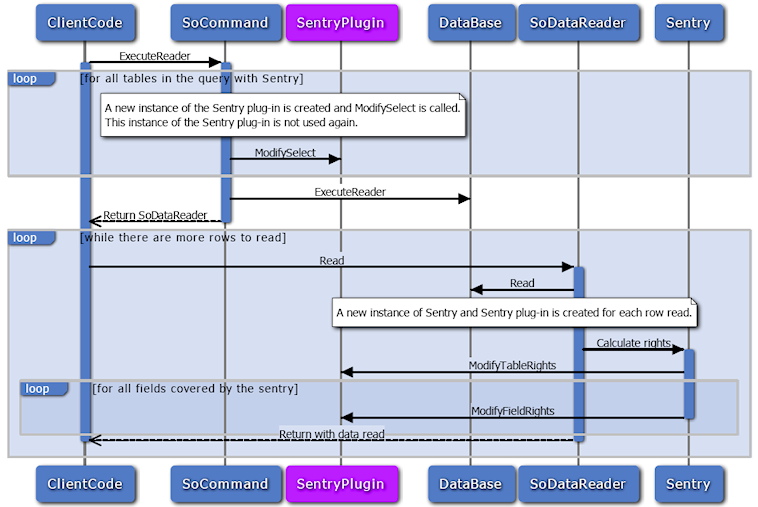 ClientCode SoCommand SentryPlugin DataBase SoDataReader Sentry
ExecuteReader
loop [for all tables in the query with Sentry]
A new instance of the Sentry plug-in is created and ModifySelect is called.
This instance of the Sentry plug-in is not used again.
ModifySelect
ExecuteReader
Return SoDataReader
loop [while there are more rows to read]
Read
Read
A new instance of Sentry and Sentry plug-in is created for each row read.
Calculate rights
ModifyTableRights
loop [for all fields covered by the sentry]
ModifyFieldRights
Return with data read
ClientCode SoCommand SentryPlugin DataBase SoDataReader Sentry